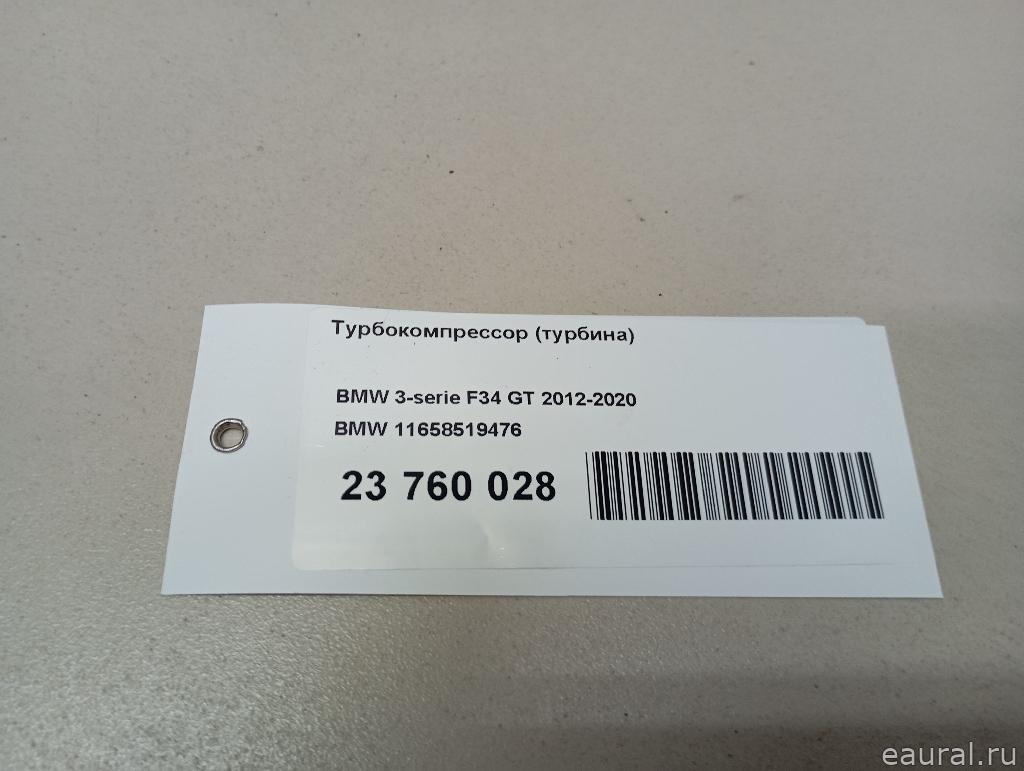 Турбокомпрессор (турбина)
BMW 3-serie F34 GT 2012-2020
BMW 11658519476
23 760 028
eaural.ru